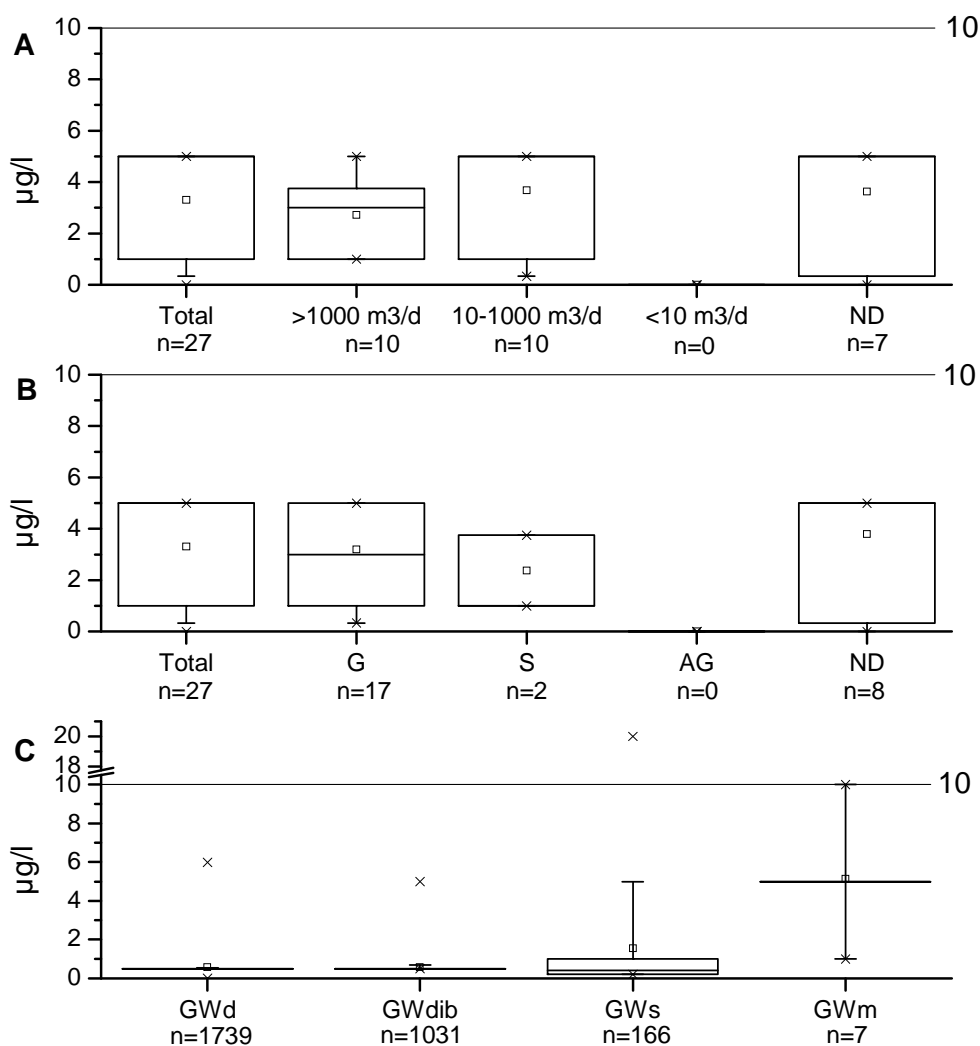 A
10
10
8
6
4
2
0
µg/l
Total
>1000 m3/d
10-1000 m3/d
<10 m3/d
ND
n=27
n=10
n=10
n=0
n=7
B
10
10
8
6
4
2
0
µg/l
Total
G
S
AG
ND
n=27
n=17
n=2
n=0
n=8
C
20
18
10
10
8
6
4
2
0
µg/l
GWd
GWdib
GWs
GWm
n=1739
n=1031
n=166
n=7